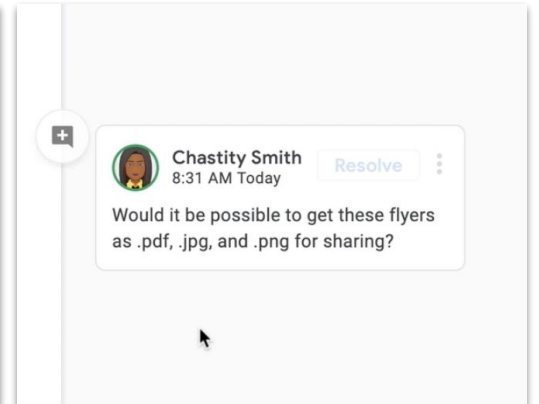 Chastity Smith
Resolve
8:31 AM Today
Would it be possible to get these flyers
as .pdf, .jpg, and .png for sharing?